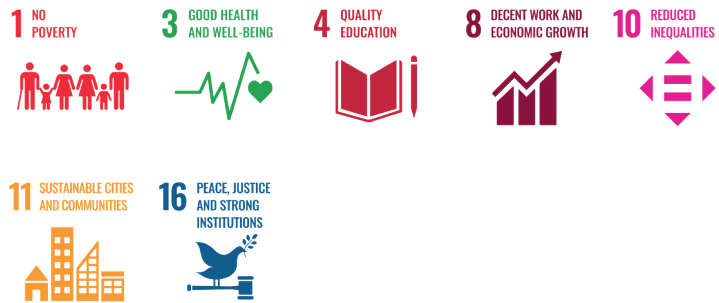 1 NO
POVERTY
3 GOOD HEALTH
AND WELL-BEING
4 QUALITY
EDUCATION
8 DECENT WORK AND
ECONOMIC GROWTH
10 REDUCED
INEQUALITIES
11 SUSTAINABLE CITIES
AND COMMUNITIES
16 PEACE, JUSTICE
AND STRONG
INSTITUTIONS